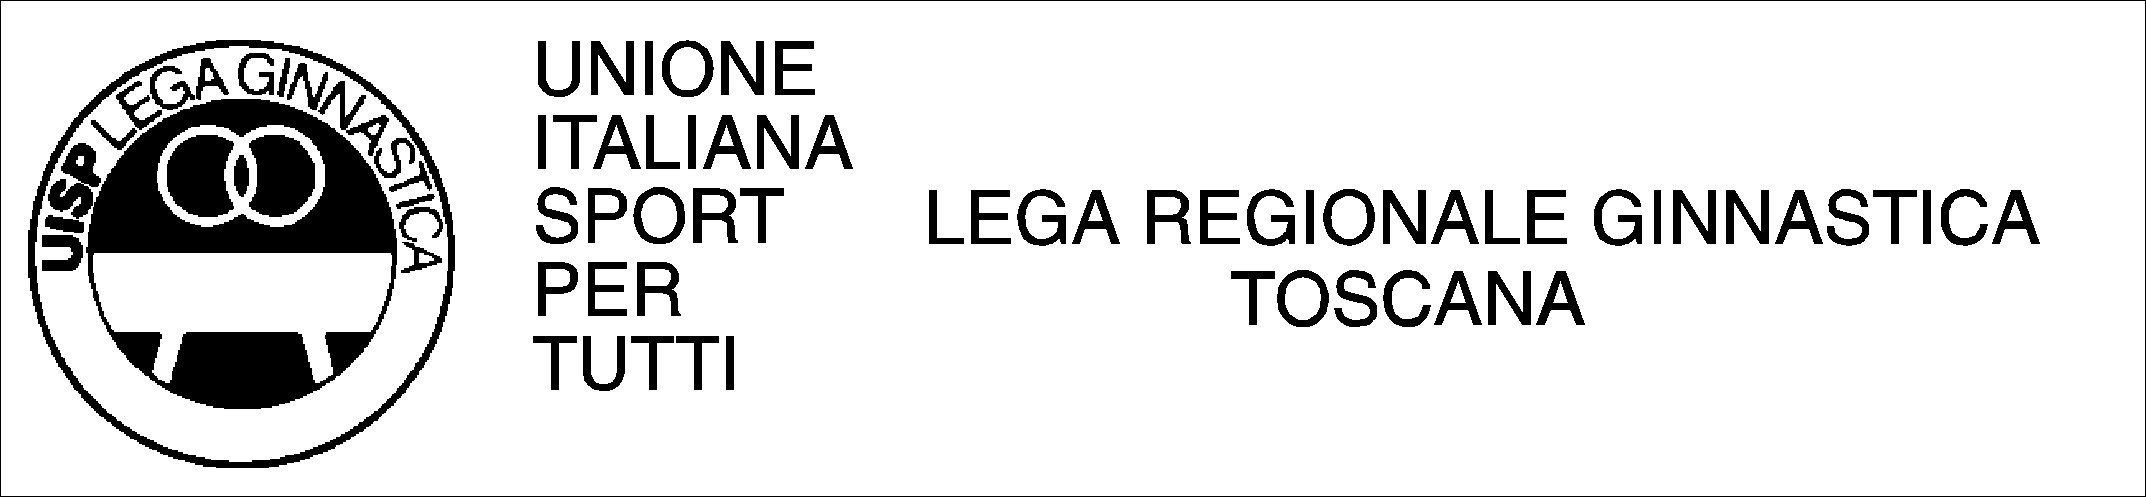 UISP LEGA GINNASTICA
UNIONE
ITALIANA
SPORT
PER
TUTTI
LEGA REGIONALE GINNASTICA
TOSCANA